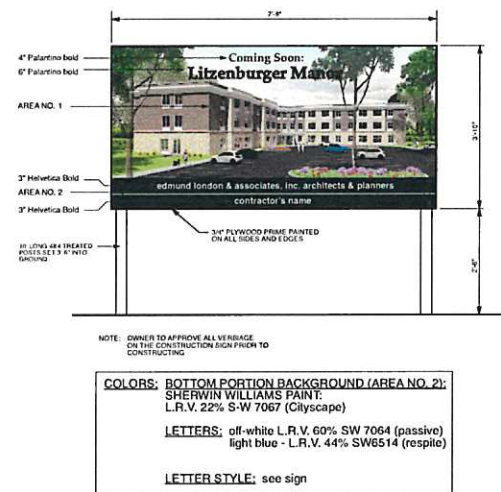 7'-8"
4" Palantino bold
6" Palantino bold
Coming Soon:
Litzenburger Manor
AREA NO. 1
3" Helvetica Bold
AREA NO. 2
3" Helvetica Bold
edmund london & associates, inc. architects & planners
contractor's name
3/4" PLYWOOD PRIME PAINTED
ON ALL SIDES AND EDGES
LONG 4X4 TREATED
POSTS SET 3'-6" INTO
GROUND
3'-10"
2'-6"
NOTE: OWNER TO APPROVE ALL VERBIAGE
ON THE CONSTRUCTION SIGN PRIOR TO
CONSTRUCTING
COLORS: BOTTOM PORTION BACKGROUND (AREA NO. 2):
SHERWIN WILLIAMS PAINT:
L.R.V. 22% S-W 7067 (Cityscape)
LETTERS: off-white L.R.V. 60% SW 7064 (passive)
light blue - L.R.V. 44% SW6514 (respite)
LETTER STYLE: see sign